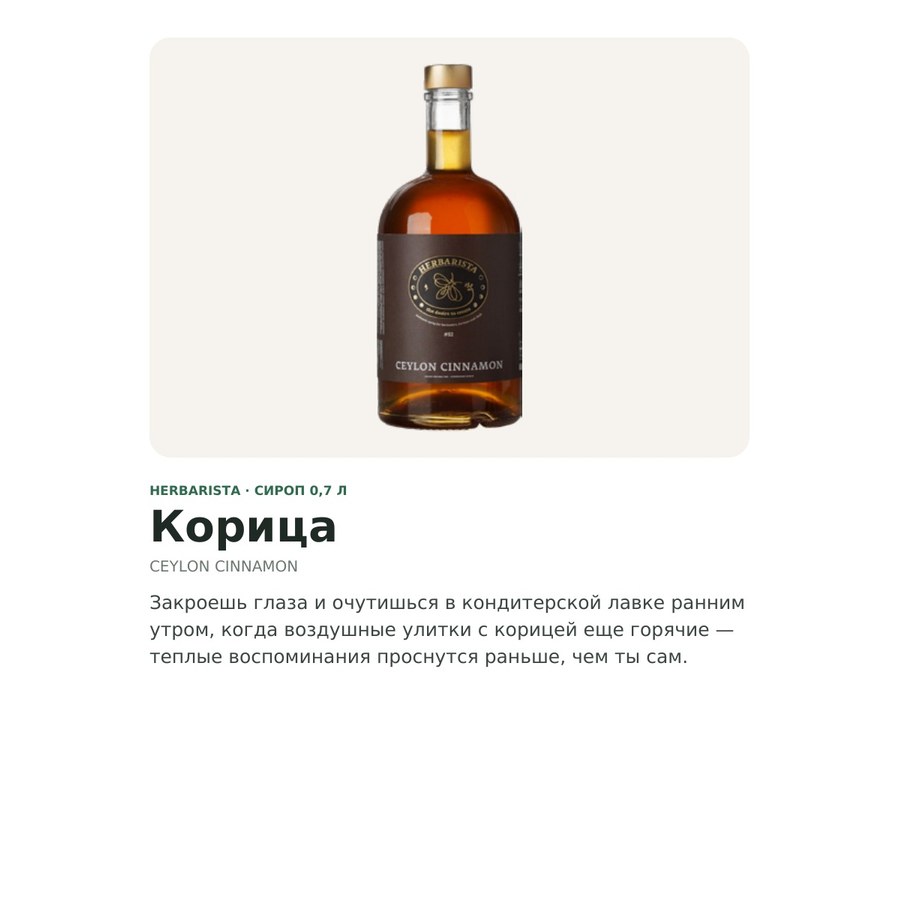 HERBARISTA
#02
CEYLON CINNAMON
HERBARISTA · СИРОП 0,7 Л
Корица
CEYLON CINNAMON
Закроешь глаза и очутишься в кондитерской лавке ранним
утром, когда воздушные улитки с корицей еще горячие —
теплые воспоминания проснутся раньше, чем ты сам.